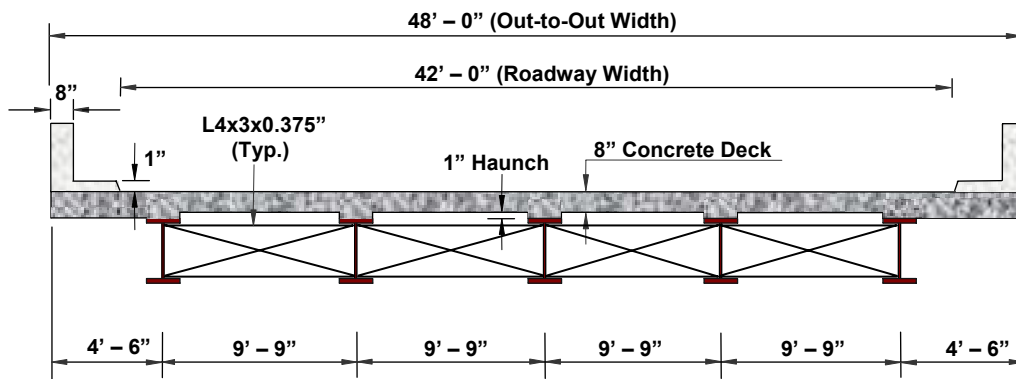 48’ – 0” (Out-to-Out Width)
42’ – 0” (Roadway Width)
8”
L4x3x0.375”
(Typ.)
1”
1” Haunch
8” Concrete Deck
4’ – 6”
9’ – 9”
9’ – 9”
9’ – 9”
9’ – 9”
4’ – 6”